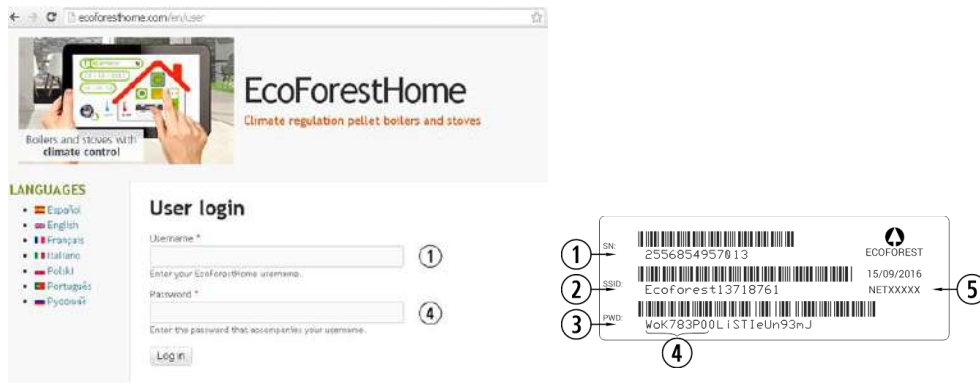 ecoforesthome.com/en/user
EcoForestHome
Climate regulation pellet boilers and stoves
Boilers and stoves with
climate control
LANGUAGES
Español
English
Français
Italiano
Polski
Português
Русский
User login
Username *
1
Enter your EcoForestHome username.
Password *
4
Enter the password that accompanies your username.
Log in
1
SN:
2556854957013
ECOFOREST
2
SSID:
Ecoforest13718761
15/09/2016
NETXXXXX
5
3
PWD:
WoK783P00LiSTIeUn93mJ
4